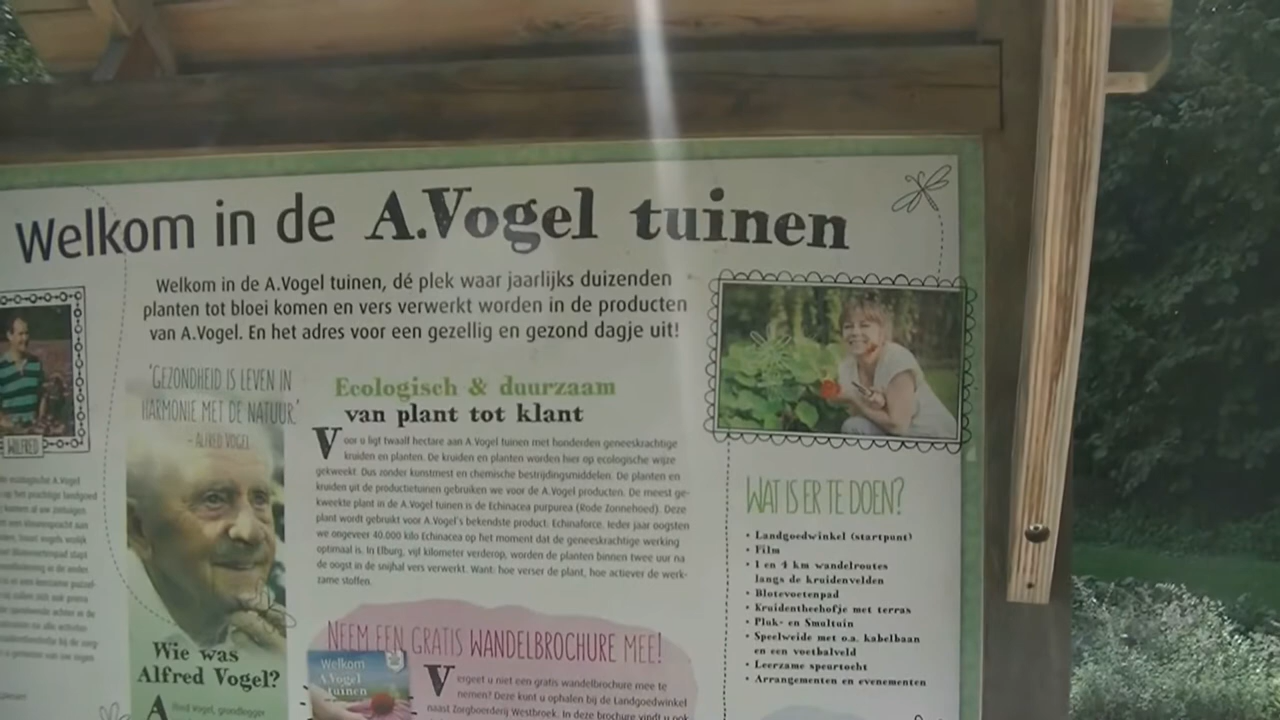 Welkom in de A.Vogel tuinen
Welkom in de A.Vogel tuinen, dé plek waar jaarlijks duizenden
planten tot bloei komen en vers verwerkt worden in de producten
van A.Vogel. En het adres voor een gezellig en gezond dagje uit!
WILFRED
'GEZONDHEID IS LEVEN IN
HARMONIE MET DE NATUUR.'
- ALFRED VOGEL
Wie was
Alfred Vogel?
Ecologisch & duurzaam
van plant tot klant
Voor u ligt twaalf hectare aan A.Vogel tuinen met honderden geneeskrachtige
kruiden en planten. De kruiden en planten worden hier op ecologische wijze
gekweekt. Dus zonder kunstmest en chemische bestrijdingsmiddelen. De planten en
kruiden uit de productietuinen gebruiken we voor de A.Vogel producten. De meest ge-
kweekte plant in de A.Vogel tuinen is de Echinacea purpurea (Rode Zonnehoed). Deze
plant wordt gebruikt voor A.Vogel's bekendste product. Echinaforce. Ieder jaar oogsten
we ongeveer 40.000 kilo Echinacea op het moment dat de geneeskrachtige werking
optimaal is. In Elburg, vijf kilometer verderop, worden de planten binnen twee uur na
de oogst in de snijhal vers verwerkt. Want: hoe verser de plant, hoe actiever de werk-
zame stoffen.
NEEM EEN GRATIS WANDELBROCHURE MEE!
Welkom
A.Vogel
tuinen
Vergeet u niet een gratis wandelbrochure mee te
nemen? Deze kunt u ophalen bij de Landgoedwinkel
naast Zorgboerderij Westbroek. In deze brochure vindt u ook
WAT IS ER TE DOEN?
• Landgoedwinkel (startpunt)
• Film
• 1 en 4 km wandelroutes
langs de kruidenvelden
• Blotevoetenpad
• Kruidentheehofje met terras
• Pluk- en Smultuin
• Speelweide met o.a. kabelbaan
en een voetbalveld
• Leerzame speurtocht
• Arrangementen en evenementen